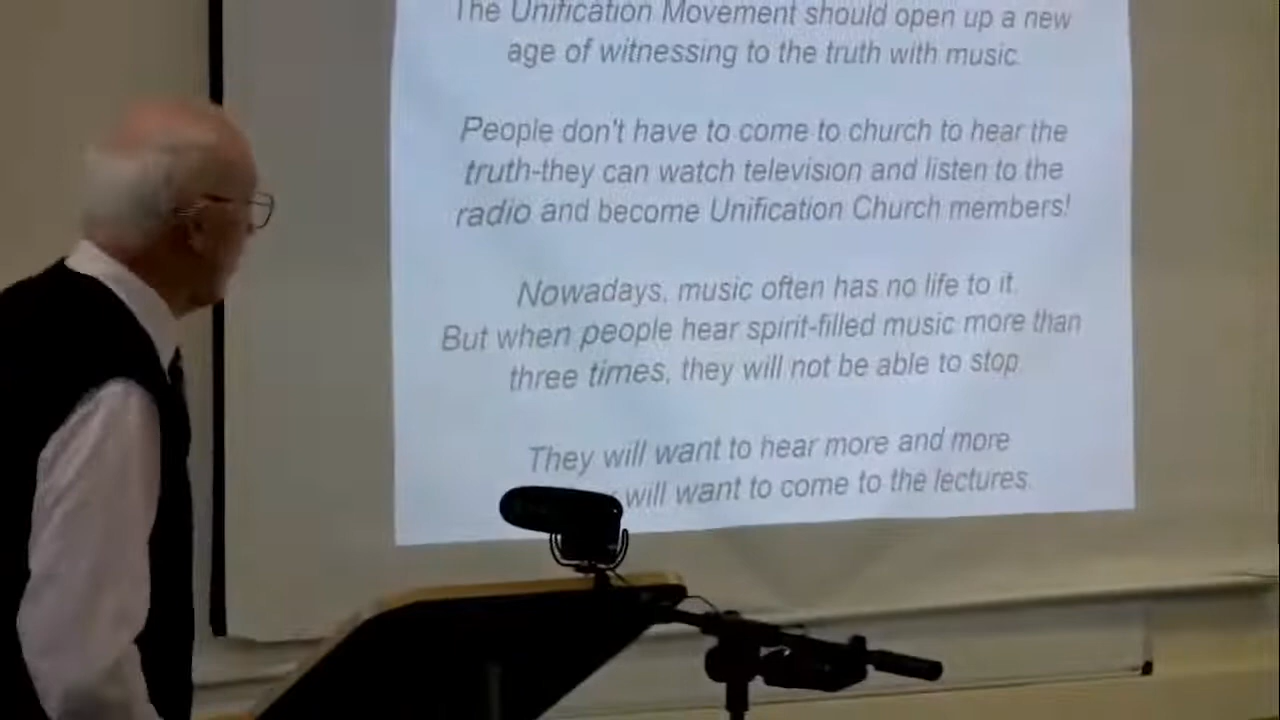 The Unification Movement should open up a new
age of witnessing to the truth with music.
People don't have to come to church to hear the
truth-they can watch television and listen to the
radio and become Unification Church members!
Nowadays, music often has no life to it.
But when people hear spirit-filled music more than
three times, they will not be able to stop.
They will want to hear more and more
will want to come to the lectures.